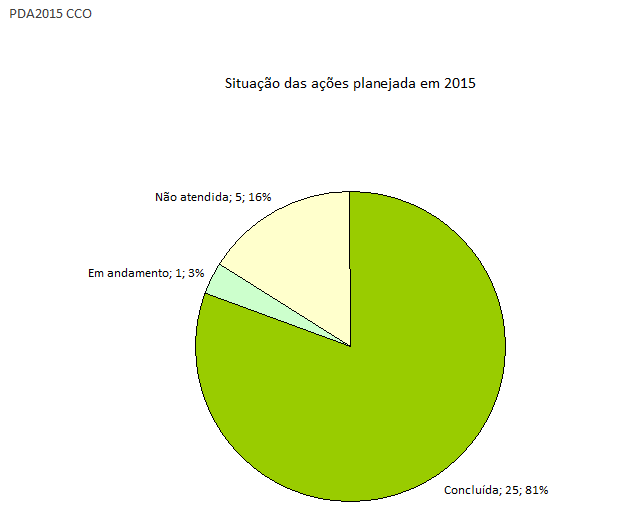 PDA2015 CCO
Situação das ações planejada em 2015
Não atendida; 5; 16%
Em andamento; 1; 3%
Concluída; 25; 81%